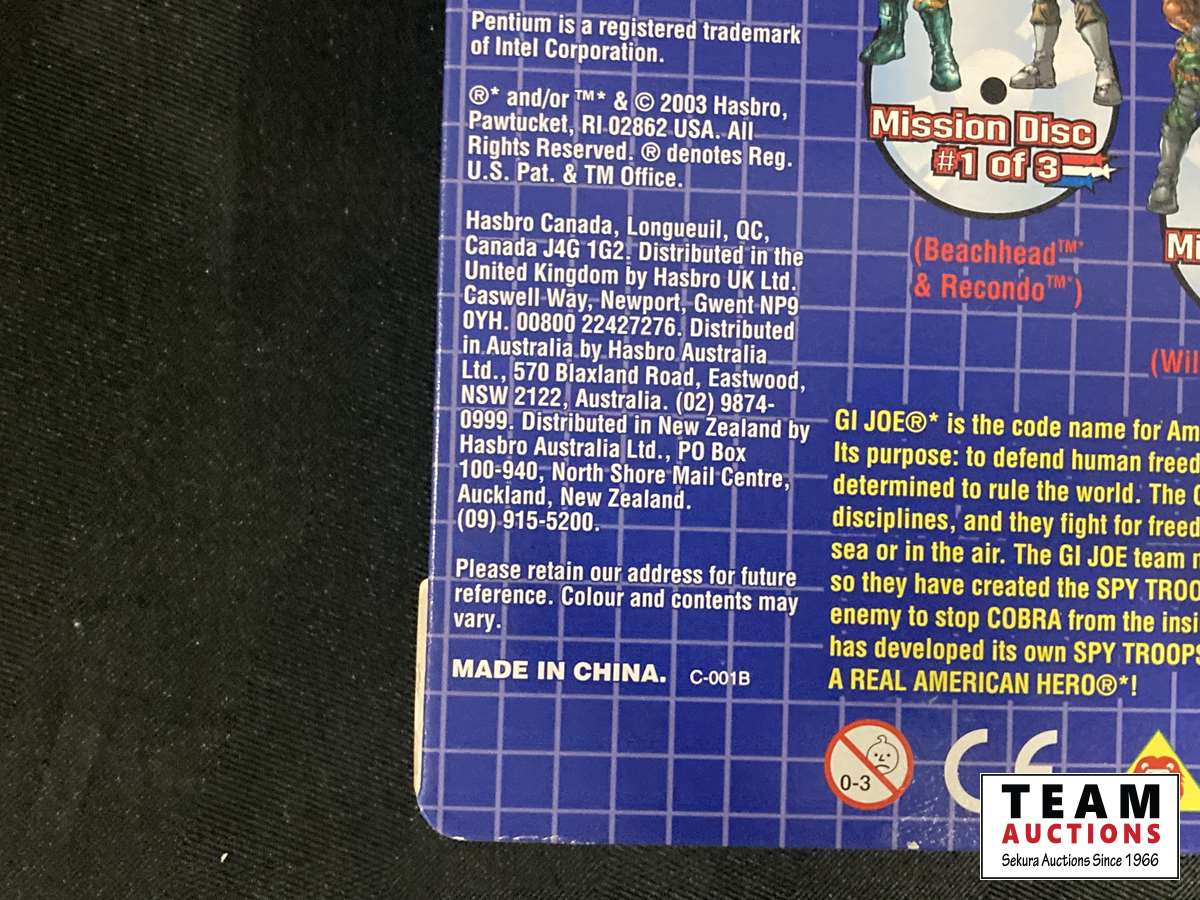 Pentium is a registered trademark
of Intel Corporation.
®* and/or ™* & © 2003 Hasbro,
Pawtucket, RI 02862 USA. All
Rights Reserved. ® denotes Reg.
U.S. Pat. & TM Office.
Hasbro Canada, Longueuil, QC,
Canada J4G 1G2. Distributed in the
United Kingdom by Hasbro UK Ltd.
Caswell Way, Newport, Gwent NP9
0YH. 00800 22427276. Distributed
in Australia by Hasbro Australia
Ltd., 570 Blaxland Road, Eastwood,
NSW 2122, Australia. (02) 9874-
0999. Distributed in New Zealand by
Hasbro Australia Ltd., PO Box
100-940, North Shore Mail Centre,
Auckland, New Zealand.
(09) 915-5200.
Please retain our address for future
reference. Colour and contents may
vary.
MADE IN CHINA. C-001B
Mission Disc
#1 of 3
(Beachhead™*
& Recondo™*)
Mi
(Wil
GI JOE®* is the code name for Am
Its purpose: to defend human freed
determined to rule the world. The
disciplines, and they fight for freed
sea or in the air. The GI JOE team
so they have created the SPY TROO
enemy to stop COBRA from the insi
has developed its own SPY TROOPS
A REAL AMERICAN HERO®*!
0-3
CE
TEAM
AUCTIONS
Sekura Auctions Since 1966